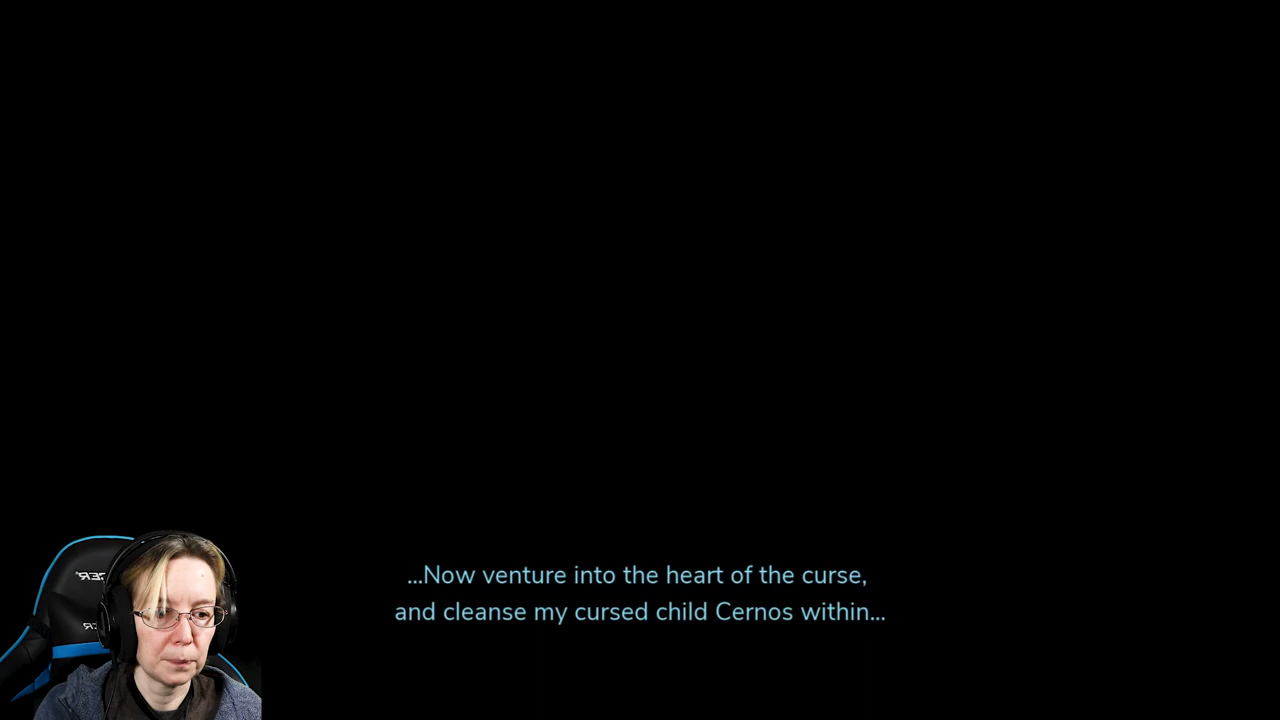 ...Now venture into the heart of the curse,
and cleanse my cursed child Cernos within...